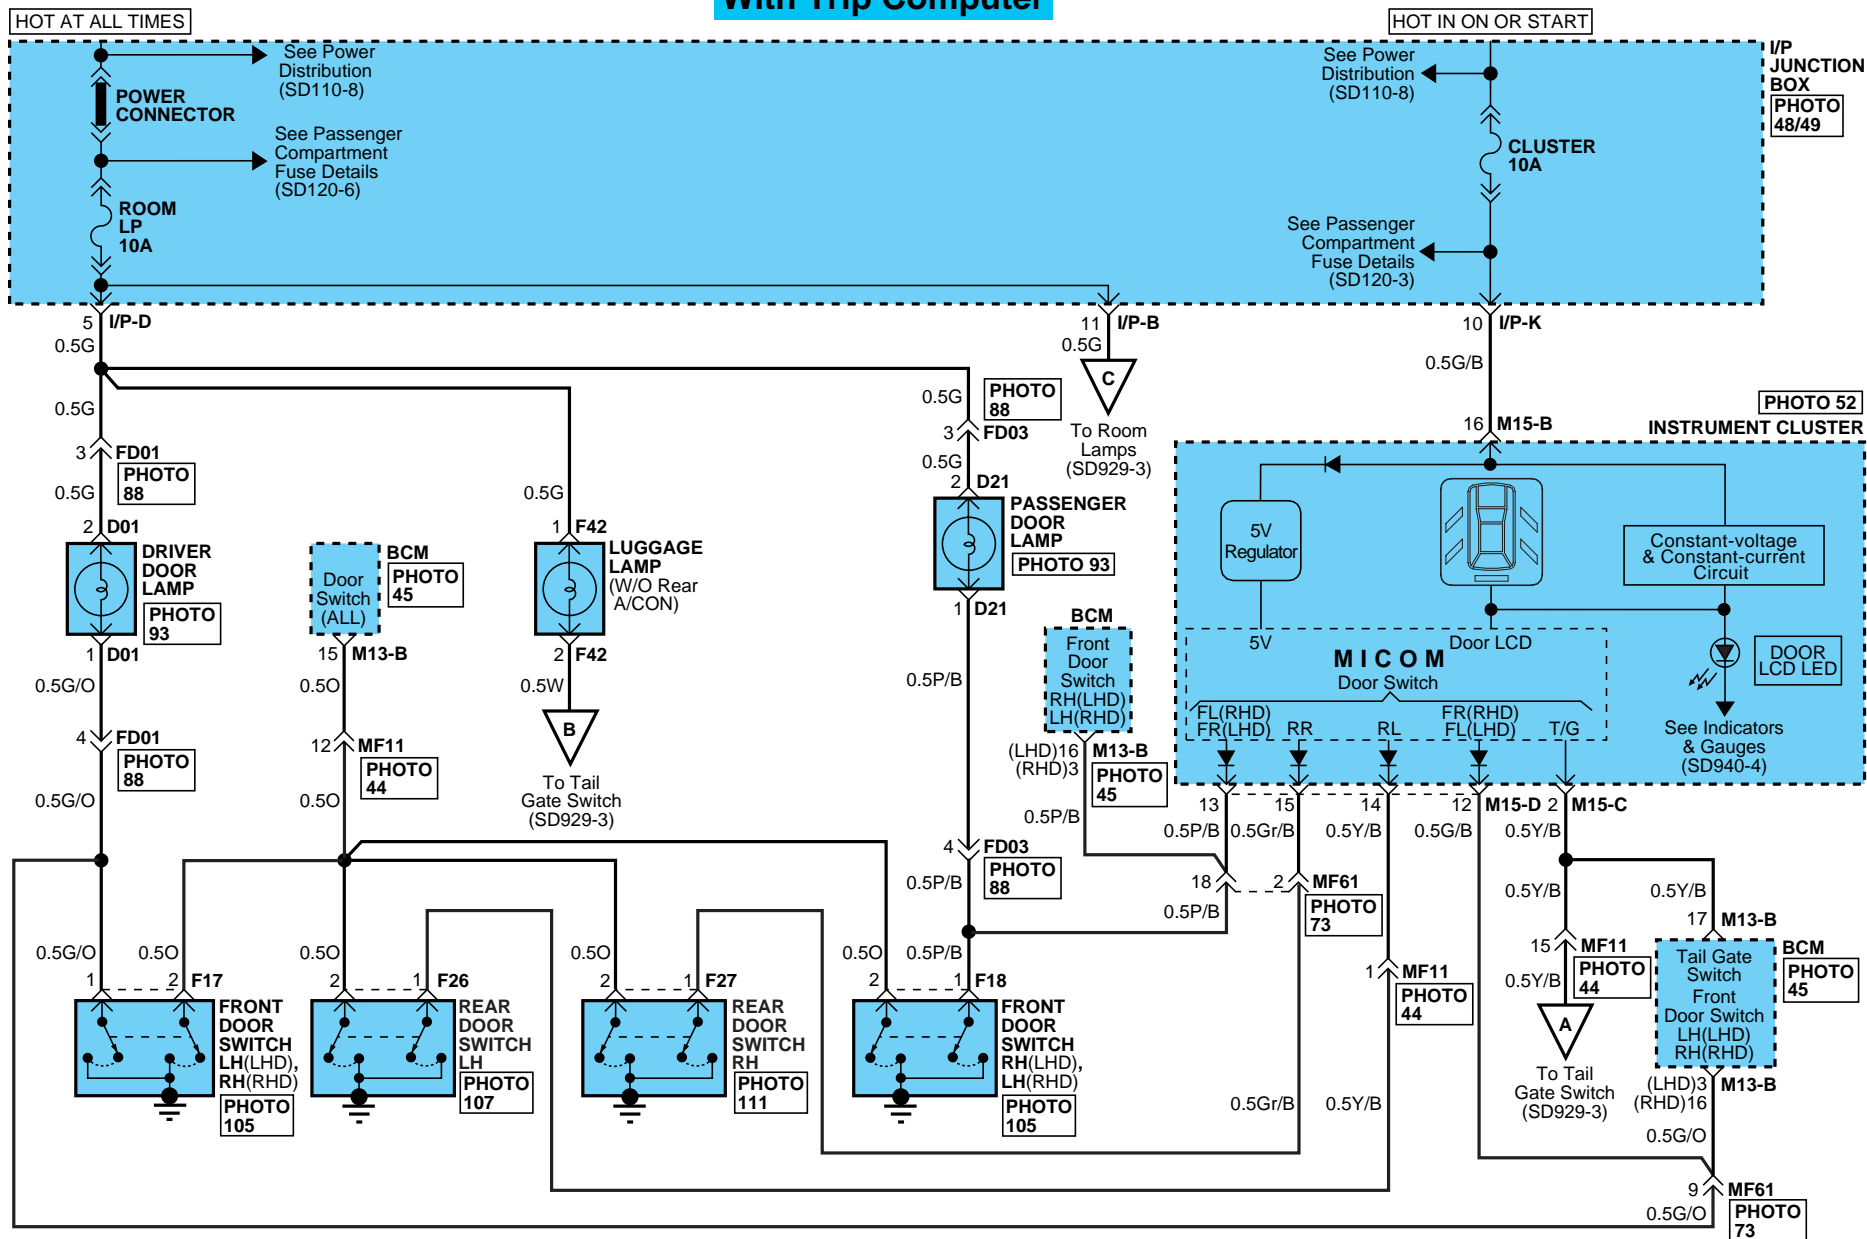 With Trip Computer
HOT AT ALL TIMES
HOT IN ON OR START
See Power
Distribution
(SD110-8)
POWER
CONNECTOR
See Passenger
Compartment
Fuse Details
(SD120-6)
ROOM
LP
10A
See Power
Distribution
(SD110-8)
CLUSTER
10A
See Passenger
Compartment
Fuse Details
(SD120-3)
I/P
JUNCTION
BOX
PHOTO
48/49
5 I/P-D
0.5G
11 I/P-B
0.5G
C
To Room
Lamps
(SD929-3)
10 I/P-K
0.5G/B
0.5G
3 FD01
PHOTO
88
0.5G
2 D01
DRIVER
DOOR
LAMP
PHOTO
93
1 D01
0.5G/O
4 FD01
PHOTO
88
0.5G/O
BCM
PHOTO
45
Door
Switch
(ALL)
15 M13-B
0.5O
12 MF11
PHOTO
44
0.5O
0.5G
1 F42
LUGGAGE
LAMP
(W/O Rear
A/CON)
2 F42
0.5W
B
To Tail
Gate Switch
(SD929-3)
0.5G
PHOTO
88
3 FD03
0.5G
2 D21
PASSENGER
DOOR
LAMP
PHOTO 93
1 D21
0.5P/B
4 FD03
PHOTO
88
0.5P/B
BCM
Front
Door
Switch
RH(LHD)
LH(RHD)
(LHD)16 M13-B
(RHD)3
PHOTO
45
0.5P/B
PHOTO 52
16 M15-B
INSTRUMENT CLUSTER
5V
Regulator
Constant-voltage
& Constant-current
Circuit
5V
Door LCD
MICOM
Door Switch
DOOR
LCD LED
FL(RHD)
FR(LHD)
RR
RL
FR(RHD)
FL(LHD)
T/G
See Indicators
& Gauges
(SD940-4)
13 15 14 12 M15-D 2 M15-C
0.5P/B 0.5Gr/B 0.5Y/B 0.5G/B 0.5Y/B
18 2 MF61
PHOTO
73
0.5P/B
0.5Y/B 0.5Y/B
17 M13-B
15 MF11
PHOTO
44
0.5Y/B
A
To Tail
Gate Switch
(SD929-3)
1 MF11
PHOTO
44
Tail Gate
Switch
Front
Door Switch
LH(LHD)
RH(RHD)
BCM
PHOTO
45
(LHD)3 M13-B
(RHD)16
0.5G/O
0.5Gr/B 0.5Y/B
9 MF61
PHOTO
73
0.5G/O
0.5G/O 0.5O
1 2 F17
FRONT
DOOR
SWITCH
LH(LHD),
RH(RHD)
PHOTO
105
0.5O
2 1 F26
REAR
DOOR
SWITCH
LH
PHOTO
107
2 1 F27
REAR
DOOR
SWITCH
RH
PHOTO
111
0.5O 0.5P/B
2 1 F18
FRONT
DOOR
SWITCH
RH(LHD),
LH(RHD)
PHOTO
105